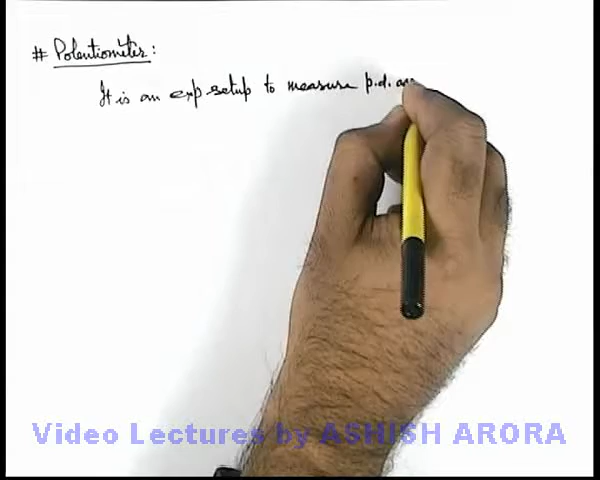 # Potentiometer :
It is an exp setup to measure p.d.
Video Lectures by ASHISH ARORA